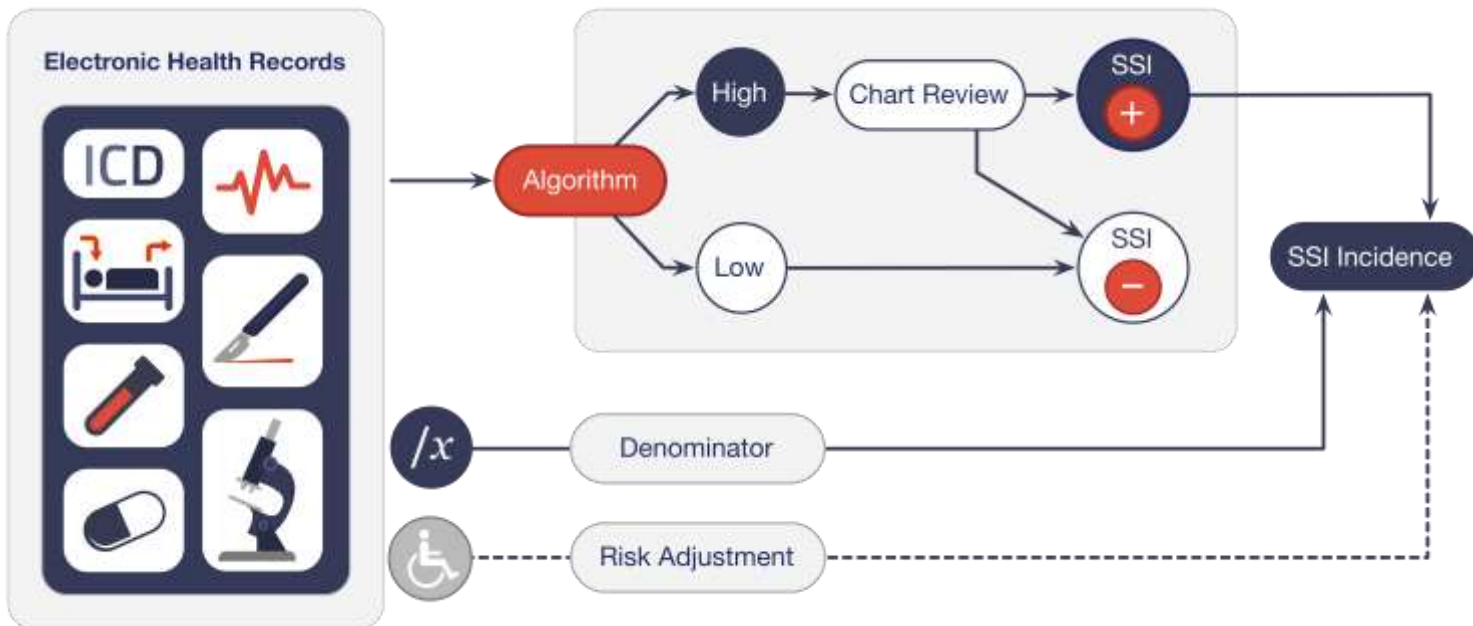 Electronic Health Records
ICD
Algorithm
High
Chart Review
SSI
+
Low
SSI
−
SSI Incidence
/x
Denominator
Risk Adjustment